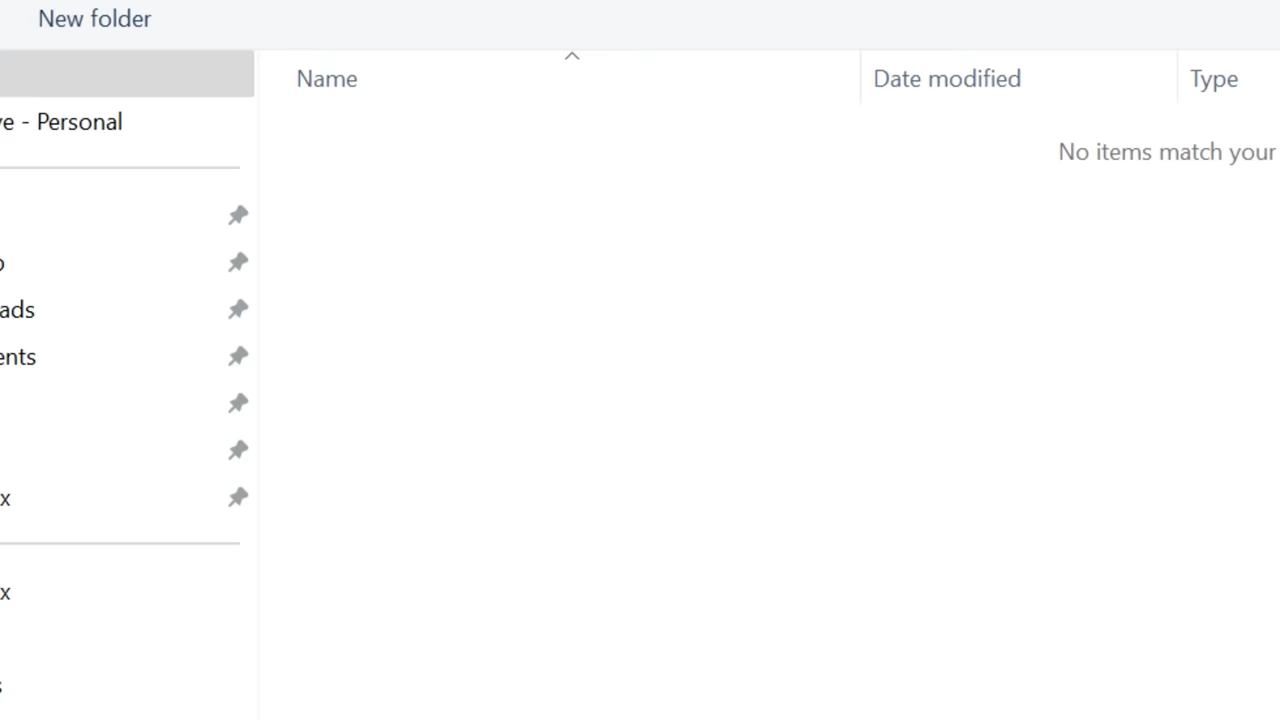 New folder
Name
Date modified
Type
ve - Personal
No items match your
o
ads
ents
x
x
s